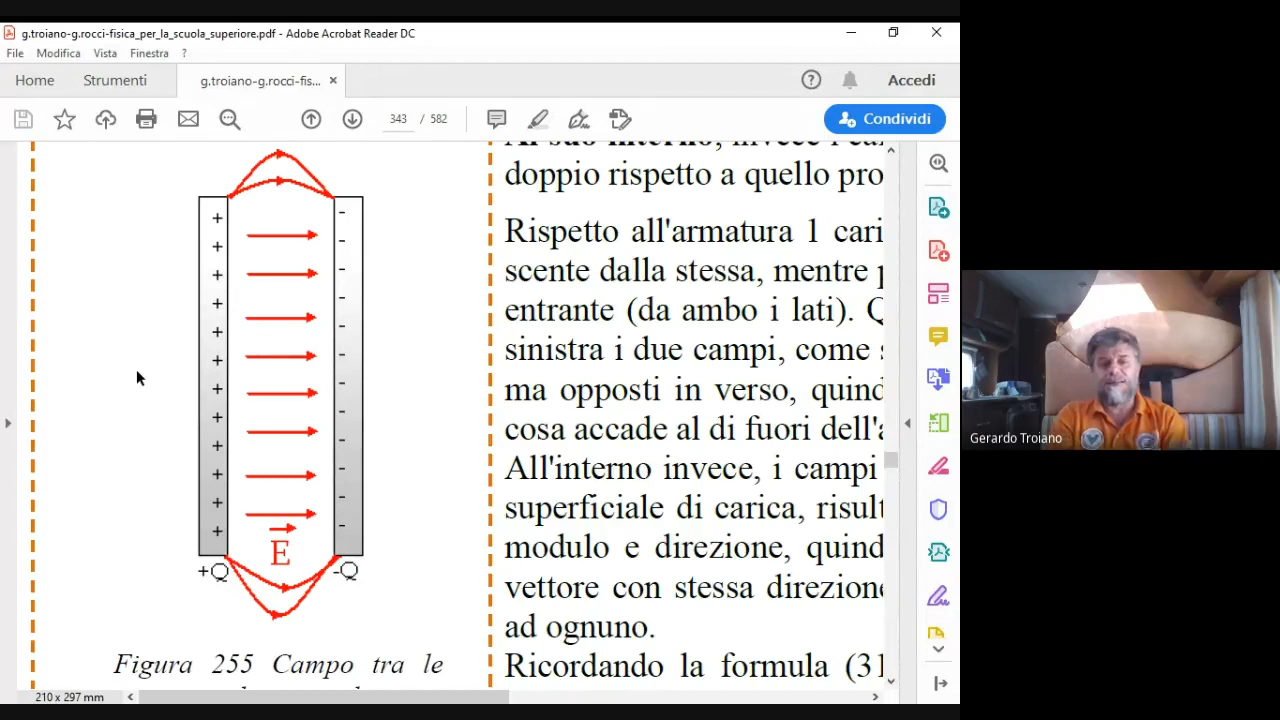 g.troiano-g.rocci-fisica_per_la_scuola_superiore.pdf - Adobe Acrobat Reader DC
File Modifica Vista Finestra ?
Home Strumenti g.troiano-g.rocci-fis... × Accedi
343 / 582 Condividi
Al suo interno, invece i
doppio rispetto a quello pro
Rispetto all'armatura 1 cari
scente dalla stessa, mentre p
entrante (da ambo i lati). Q
sinistra i due campi, come s
ma opposti in verso, quind
cosa accade al di fuori dell'a
All'interno invece, i campi
superficiale di carica, risult
modulo e direzione, quind
vettore con stessa direzione
ad ognuno.
Ricordando la formula (31
+ -
+ -
+ -
+ -
+ -
+ -
+ -
+ -
+ -
+ -
+ -
+ -
E
+Q -Q
Figura 255 Campo tra le
210 x 297 mm
Gerardo Troiano